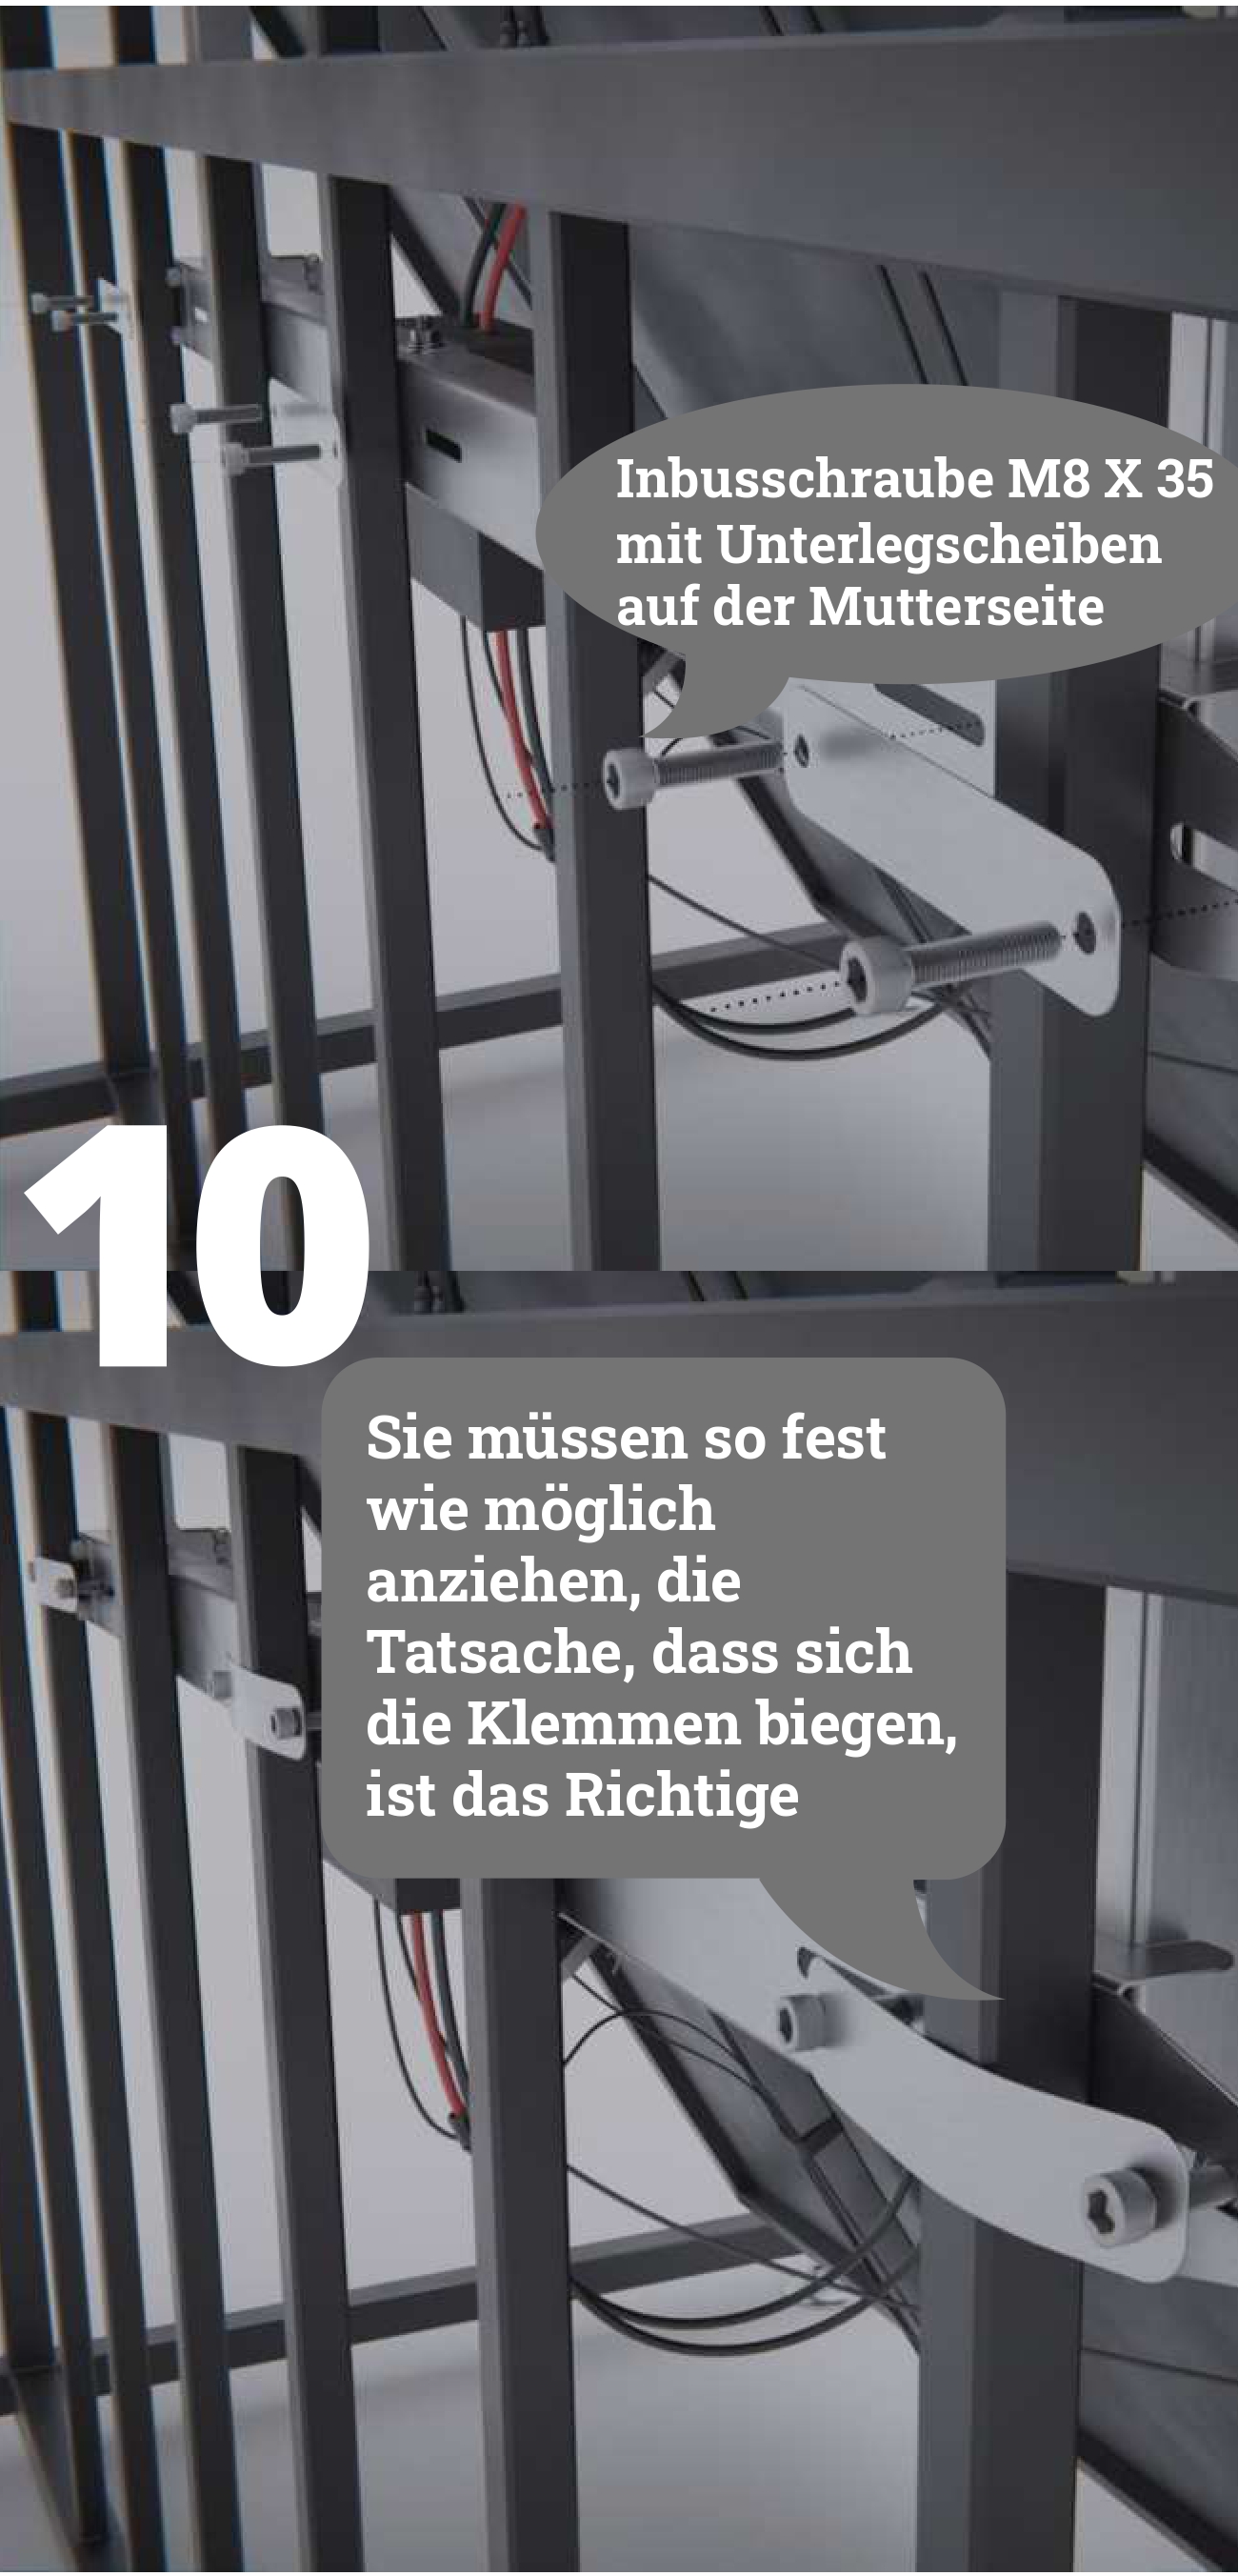 Inbusschraube M8 X 35
mit Unterlegscheiben
auf der Mutterseite
10
Sie müssen so fest
wie möglich
anziehen, die
Tatsache, dass sich
die Klemmen biegen,
ist das Richtige